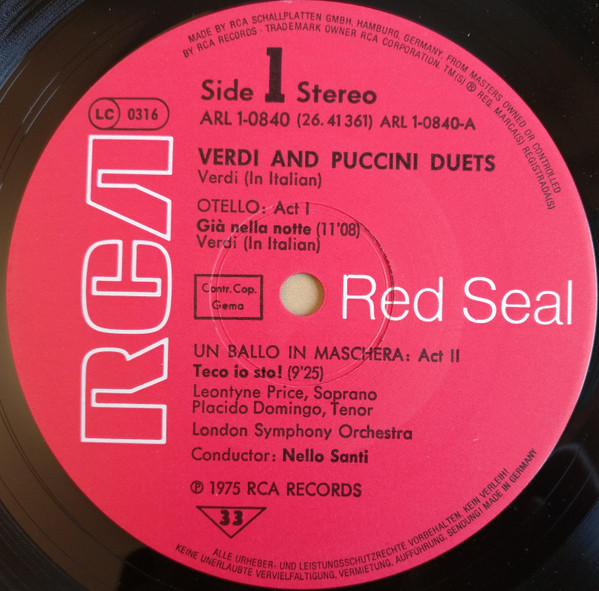 MADE BY RCA SCHALLPLATTEN GMBH, HAMBURG, GERMANY, FROM MASTERS OWNED OR CONTROLLED
BY RCA RECORDS · TRADEMARK OWNER RCA CORPORATION. TM(S) ® REG. MARCA(S) REGISTRADA(S)
Side 1 Stereo
ARL 1-0840 (26.41361) ARL 1-0840-A
LC 0316
VERDI AND PUCCINI DUETS
Verdi (In Italian)
OTELLO: Act I
Già nella notte (11'08)
Verdi (In Italian)
Contr. Cop.
Gema
RCA
Red Seal
UN BALLO IN MASCHERA: Act II
Teco io sto! (9'25)
Leontyne Price, Soprano
Placido Domingo, Tenor
London Symphony Orchestra
Conductor: Nello Santi
℗ 1975 RCA RECORDS
33
ALLE URHEBER- UND LEISTUNGSSCHUTZRECHTE VORBEHALTEN. KEIN VERLEIH!
KEINE UNERLAUBTE VERVIELFÄLTIGUNG, VERMIETUNG, AUFFÜHRUNG, SENDUNG! MADE IN GERMANY